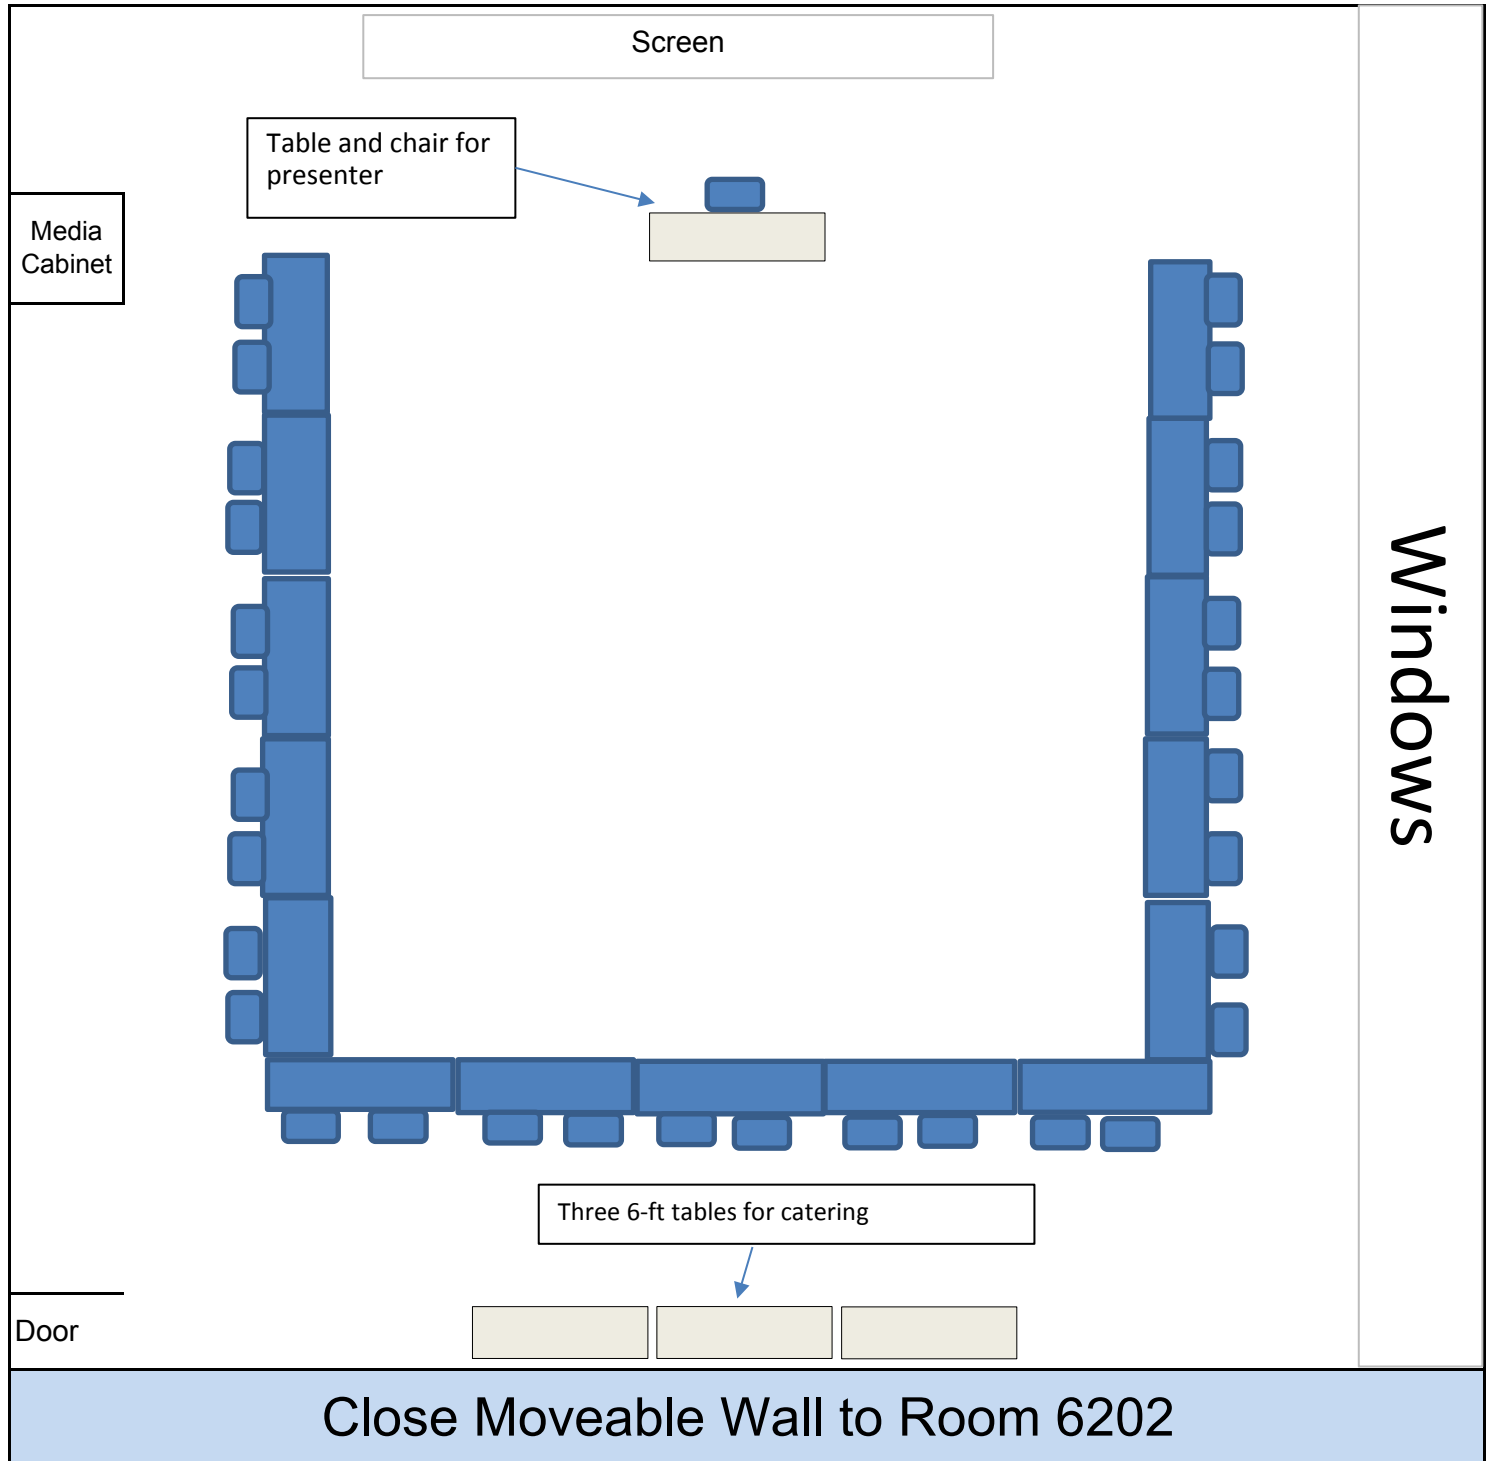 Screen
Table and chair for
presenter
Media
Cabinet
Windows
Three 6-ft tables for catering
Door
Close Moveable Wall to Room 6202